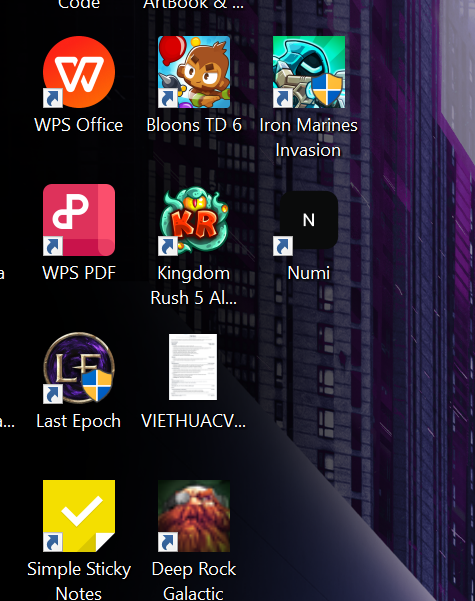 Code
ArtBook & ...
WPS Office
Bloons TD 6
Iron Marines
Invasion
WPS PDF
KR
Kingdom
Rush 5 Al...
N
Numi
a
LE
Last Epoch
VIETHUACV...
a...
Simple Sticky
Notes
Deep Rock
Galactic